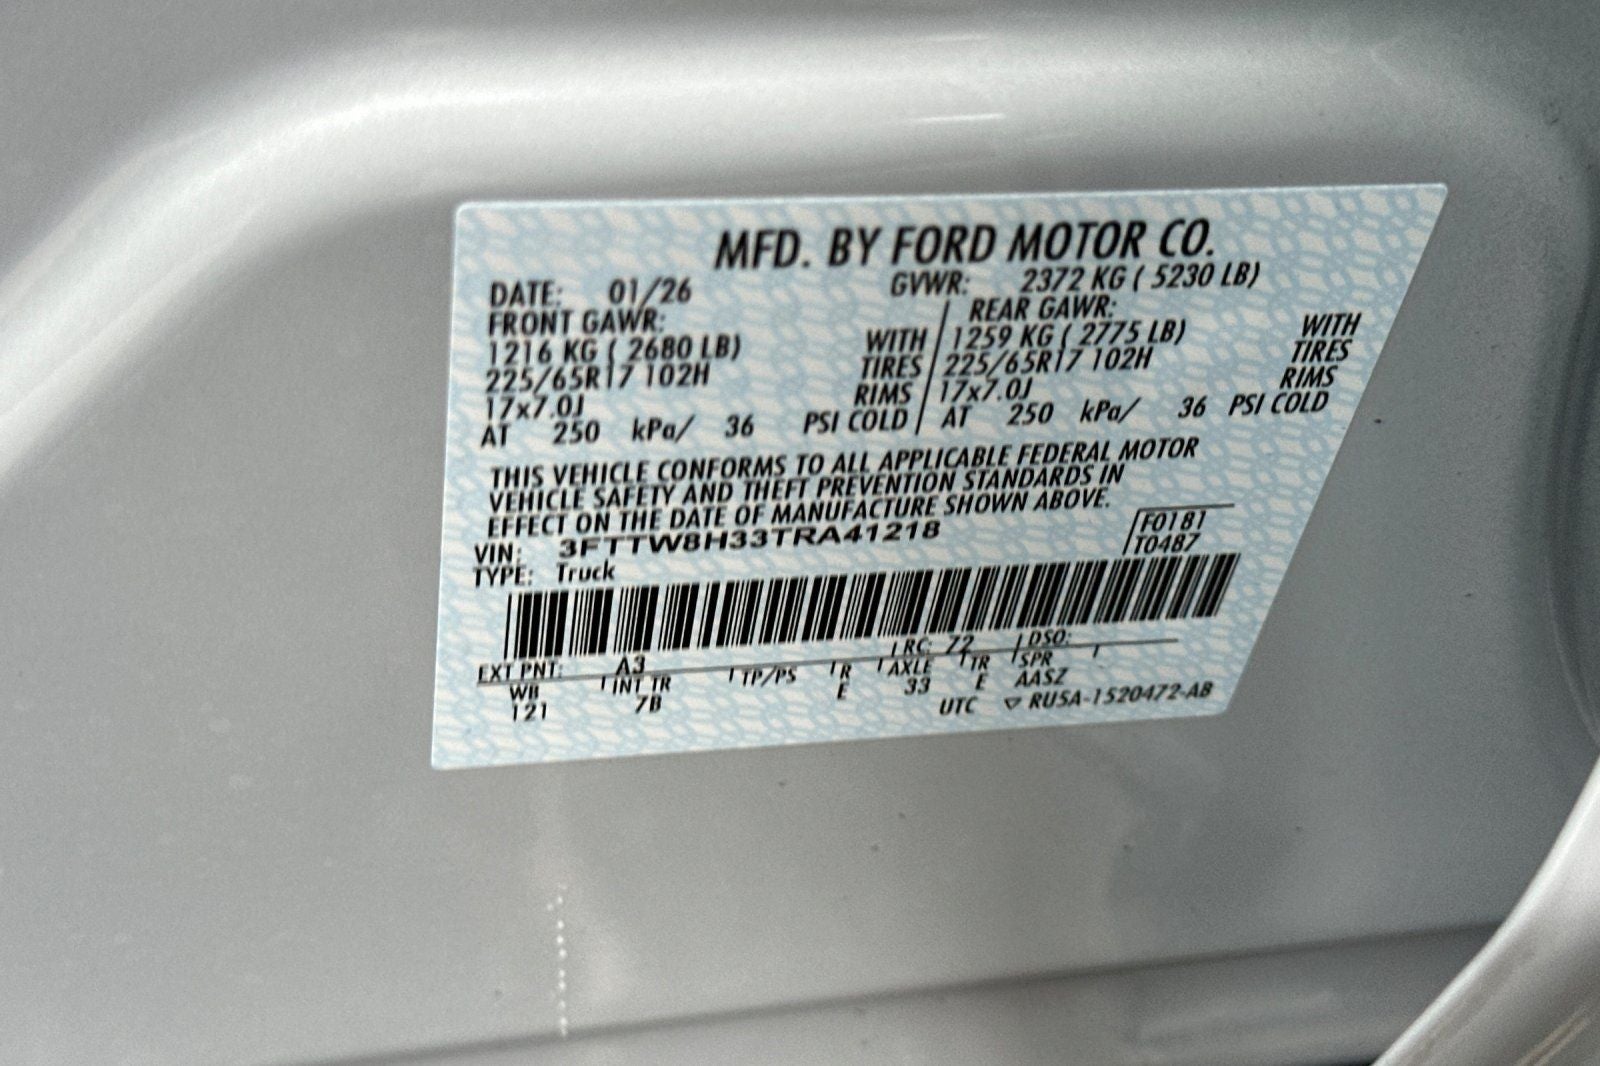 MFD. BY FORD MOTOR CO.
DATE: 01/26 GVWR: 2372 KG ( 5230 LB)
FRONT GAWR: REAR GAWR:
1216 KG ( 2680 LB) WITH 1259 KG ( 2775 LB) WITH
225/65R17 102H TIRES 225/65R17 102H TIRES
17x7.0J RIMS 17x7.0J RIMS
AT 250 kPa/ 36 PSI COLD AT 250 kPa/ 36 PSI COLD
THIS VEHICLE CONFORMS TO ALL APPLICABLE FEDERAL MOTOR
VEHICLE SAFETY AND THEFT PREVENTION STANDARDS IN
EFFECT ON THE DATE OF MANUFACTURE SHOWN ABOVE.
VIN: 3FTTW8H33TRA41218 F0181
TYPE: Truck T0487
EXT PNT: A3 RC: 72 DSO:
WB INT TR TP/PS R AXLE TR SPR
121 7B E 33 E AASZ
UTC ▽ RU5A-1520472-AB